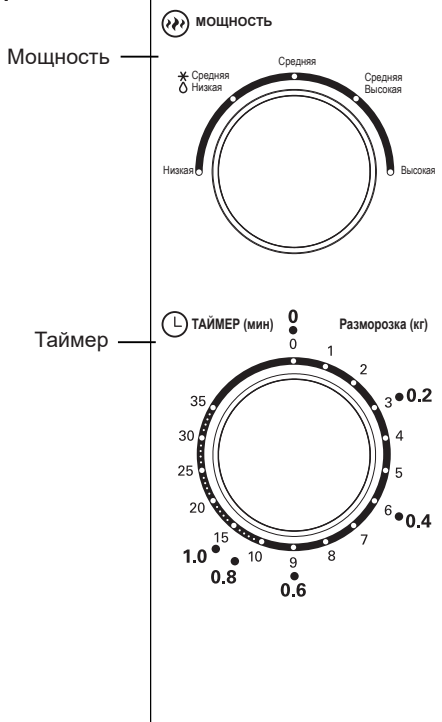 МОЩНОСТЬ
Мощность
Средняя
Средняя
Низкая
Средняя
Высокая
Низкая
Высокая
ТАЙМЕР (мин)
0
Разморозка (кг)
Таймер
0
1
2
3
0.2
4
5
6
0.4
7
8
9
0.6
10
0.8
15
1.0
20
25
30
35